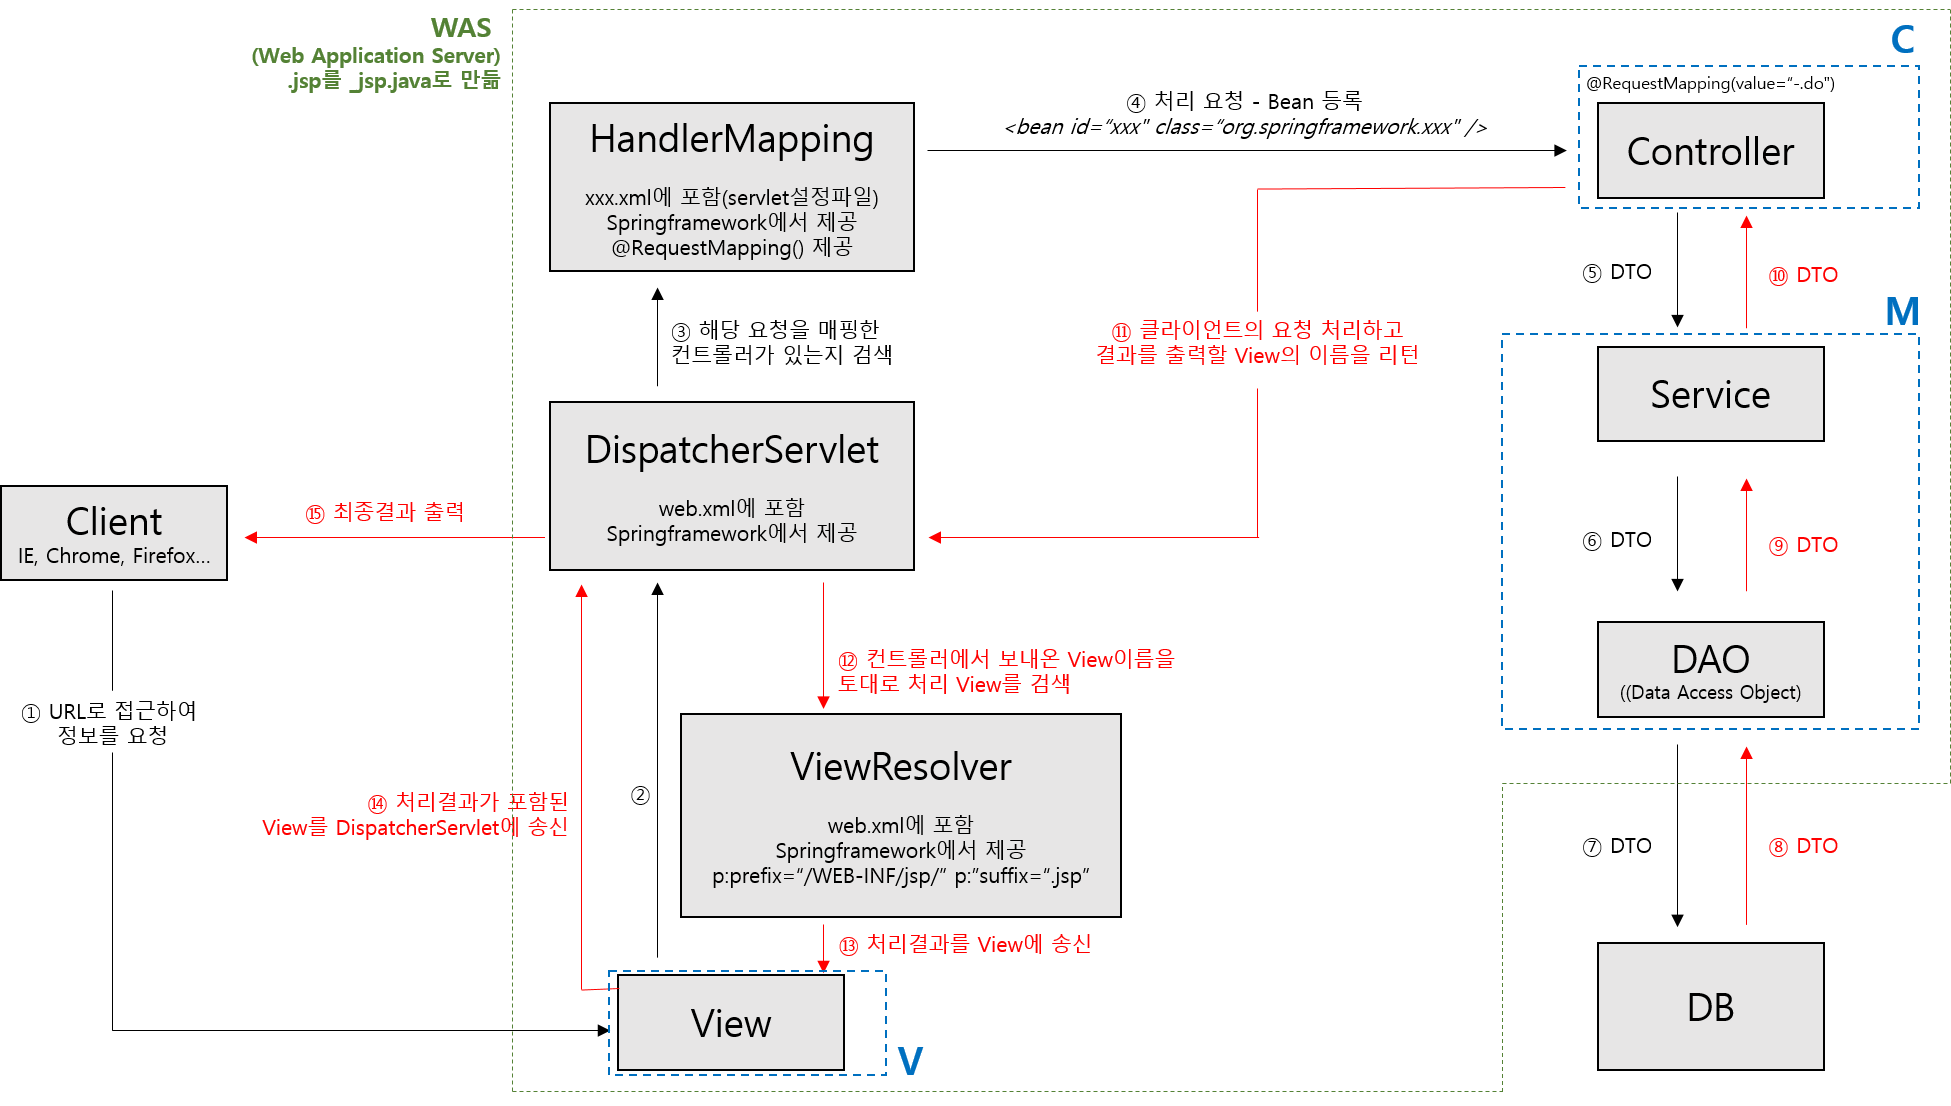 WAS
(Web Application Server)
.jsp를 _jsp.java로 만듦
C
@RequestMapping(value=“-.do")
Controller
HandlerMapping
xxx.xml에 포함(servlet설정파일)
Springframework에서 제공
@RequestMapping() 제공
④ 처리 요청 - Bean 등록
<bean id=“xxx" class=“org.springframework.xxx" />
⑤ DTO
⑩ DTO
③ 해당 요청을 매핑한
컨트롤러가 있는지 검색
⑪ 클라이언트의 요청 처리하고
결과를 출력할 View의 이름을 리턴
M
Service
DispatcherServlet
web.xml에 포함
Springframework에서 제공
Client
IE, Chrome, Firefox...
⑮ 최종결과 출력
⑥ DTO
⑨ DTO
DAO
((Data Access Object)
① URL로 접근하여
정보를 요청
⑫ 컨트롤러에서 보내온 View이름을
토대로 처리 View를 검색
②
⑭ 처리결과가 포함된
View를 DispatcherServlet에 송신
ViewResolver
web.xml에 포함
Springframework에서 제공
p:prefix=“/WEB-INF/jsp/” p:”suffix=“.jsp”
⑦ DTO
⑧ DTO
⑬ 처리결과를 View에 송신
View
V
DB